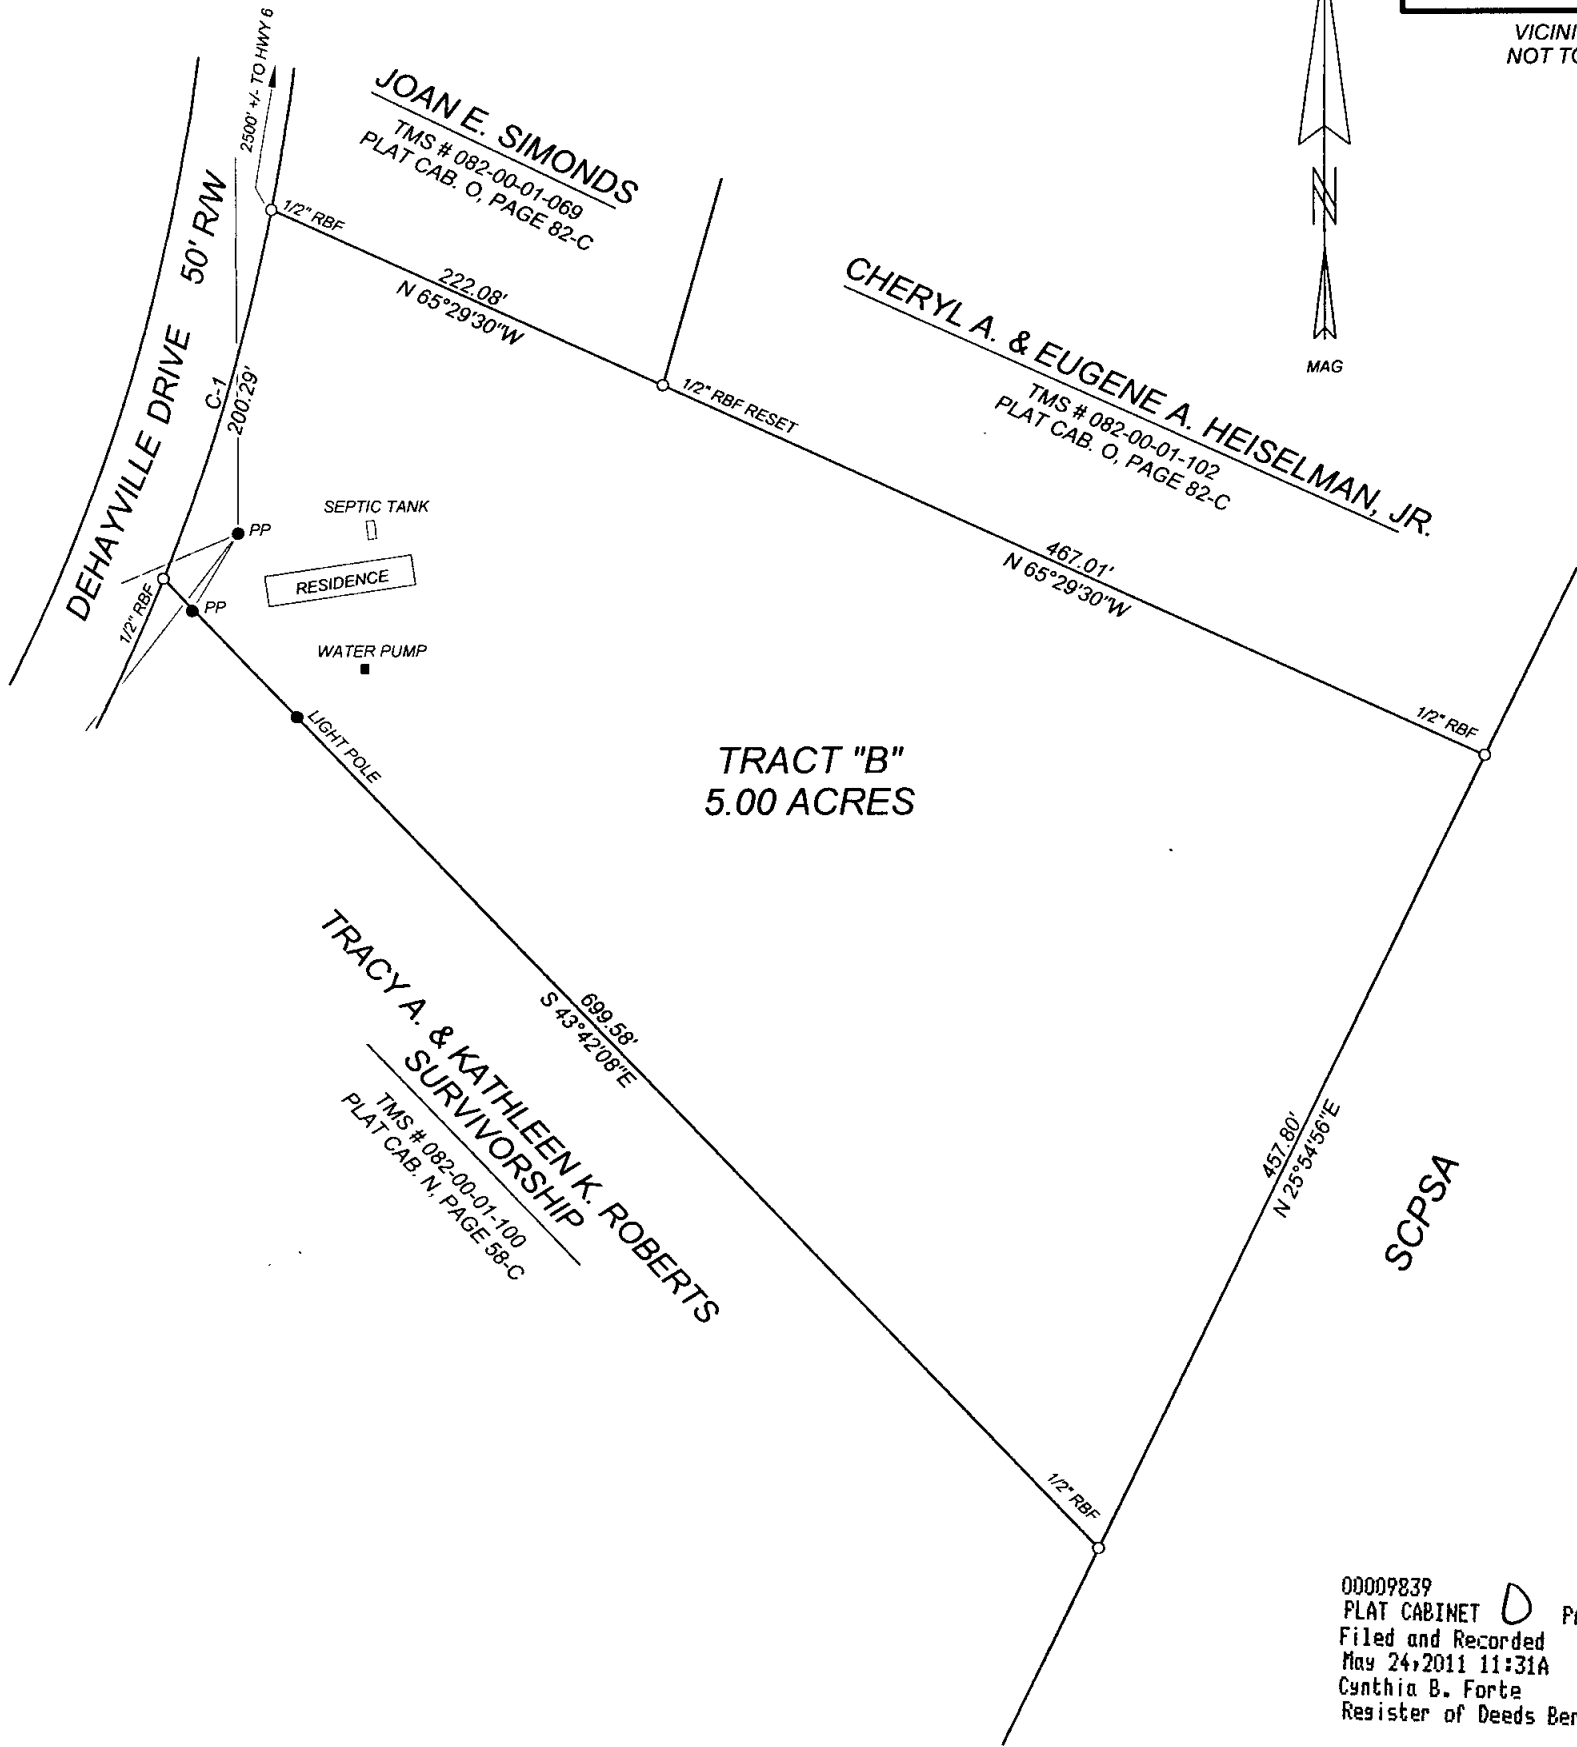 VICINI
NOT TO
2500' +/- TO HWY 6
JOAN E. SIMONDS
TMS # 082-00-01-069
PLAT CAB. O, PAGE 82-C
N
MAG
DEHAYVILLE DRIVE 50' R/W
1/2" RBF
222.08'
N 65°29'30"W
CHERYL A. & EUGENE A. HEISELMAN, JR.
TMS # 082-00-01-102
PLAT CAB. O, PAGE 82-C
C-1
200.29'
1/2" RBF RESET
SEPTIC TANK
PP
RESIDENCE
467.01'
N 65°29'30"W
1/2" RBF
PP
WATER PUMP
LIGHT POLE
1/2" RBF
TRACT "B"
5.00 ACRES
TRACY A. & KATHLEEN K. ROBERTS
SURVIVORSHIP
TMS # 082-00-01-100
PLAT CAB. N, PAGE 58-C
699.58'
S 43°42'08"E
457.80'
N 25°54'56"E
SCPSA
1/2" RBF
00009839
PLAT CABINET D
Filed and Recorded
May 24,2011 11:31A
Cynthia B. Forte
Register of Deeds Ber